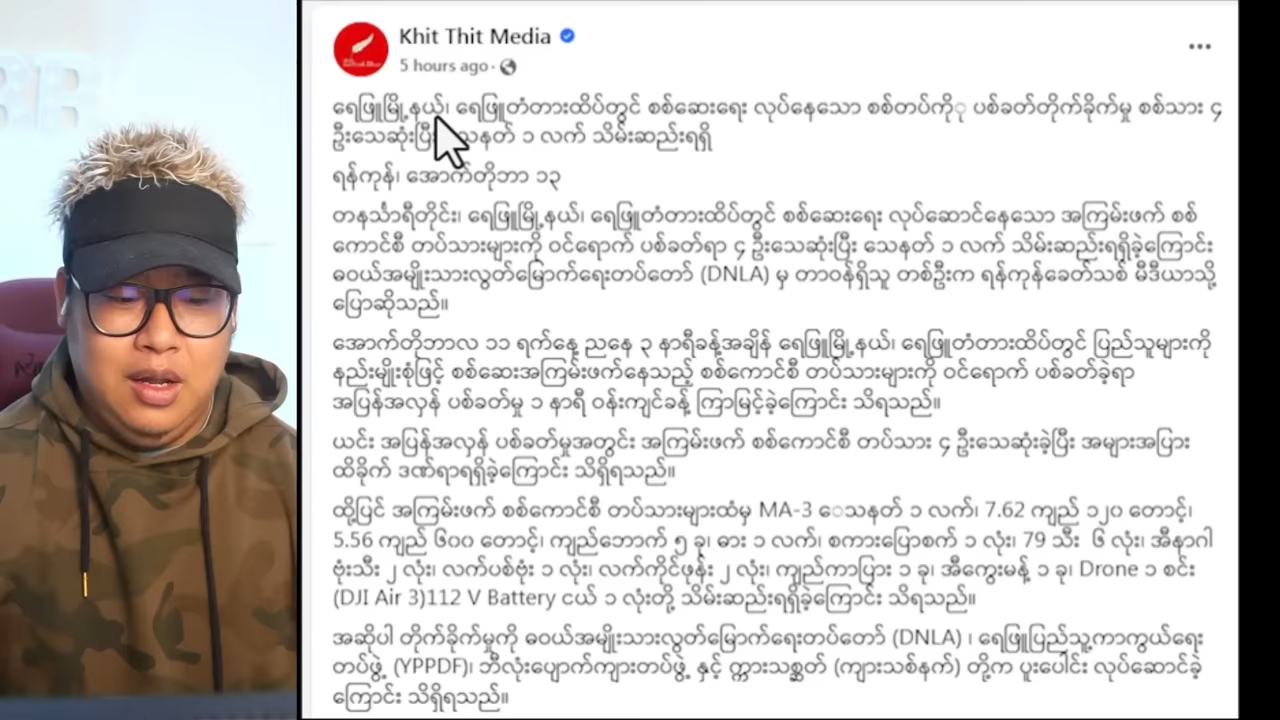 Khit Thit Media
5 hours ago ·
ရေဖြူမြို့နယ်၊ ရေဖြူတံတားထိပ်တွင် စစ်ဆေးရေး လုပ်နေသော စစ်တပ်ကိုု ပစ်ခတ်တိုက်ခိုက်မှု စစ်သား ၄
ဦးသေဆုံးပြီး သေနတ် ၁ လက် သိမ်းဆည်းရရှိ
ရန်ကုန်၊ အောက်တိုဘာ ၁၃
တနင်္သာရီတိုင်း၊ ရေဖြူမြို့နယ်၊ ရေဖြူတံတားထိပ်တွင် စစ်ဆေးရေး လုပ်ဆောင်နေသော အကြမ်းဖက် စစ်
ကောင်စီ တပ်သားများကို ဝင်ရောက် ပစ်ခတ်ရာ ၄ ဦးသေဆုံးပြီး သေနတ် ၁ လက် သိမ်းဆည်းရရှိခဲ့ကြောင်း
ဓဝယ်အမျိုးသားလွတ်မြောက်ရေးတပ်တော် (DNLA) မှ တာဝန်ရှိသူ တစ်ဦးက ရန်ကုန်ခေတ်သစ် မီဒီယာသို့
ပြောဆိုသည်။
အောက်တိုဘာလ ၁၁ ရက်နေ့ ညနေ ၃ နာရီခန့်အချိန် ရေဖြူမြို့နယ်၊ ရေဖြူတံတားထိပ်တွင် ပြည်သူများကို
နည်းမျိုးစုံဖြင့် စစ်ဆေးအကြမ်းဖက်နေသည့် စစ်ကောင်စီ တပ်သားများကို ဝင်ရောက် ပစ်ခတ်ခဲ့ရာ
အပြန်အလှန် ပစ်ခတ်မှု ၁ နာရီ ဝန်းကျင်ခန့် ကြာမြင့်ခဲ့ကြောင်း သိရသည်။
ယင်း အပြန်အလှန် ပစ်ခတ်မှုအတွင်း အကြမ်းဖက် စစ်ကောင်စီ တပ်သား ၄ ဦးသေဆုံးခဲ့ပြီး အများအပြား
ထိခိုက် ဒဏ်ရာရရှိခဲ့ကြောင်း သိရှိရသည်။
ထို့ပြင် အကြမ်းဖက် စစ်ကောင်စီ တပ်သားများထံမှ MA-3 ေသနတ် ၁ လက်၊ 7.62 ကျည် ၁၂၀ တောင့်၊
5.56 ကျည် ၆၀၀ တောင့်၊ ကျည်ဘောက် ၅ ခု၊ ဓား ၁ လက်၊ စကားပြောစက် ၁ လုံး၊ 79 သီး ၆ လုံး၊ အီနာဂါ
ဗုံးသီး ၂ လုံး၊ လက်ပစ်ဗုံး ၁ လုံး၊ လက်ကိုင်ဖုန်း ၂ လုံး၊ ကျည်ကာပြား ၁ ခု၊ အီကွေးမန့် ၁ ခု၊ Drone ၁ စင်း
(DJI Air 3)112 V Battery ငယ် ၁ လုံးတို့ သိမ်းဆည်းရရှိခဲ့ကြောင်း သိရသည်။
အဆိုပါ တိုက်ခိုက်မှုကို ဓဝယ်အမျိုးသားလွတ်မြောက်ရေးတပ်တော် (DNLA) ၊ ရေဖြူပြည်သူ့ကာကွယ်ရေး
တပ်ဖွဲ့ (YPPDF)၊ ဘီလုံးပျောက်ကျားတပ်ဖွဲ့ နှင့် ဣကားသစ္ဆတ် (ကျားသစ်နက်) တို့က ပူးပေါင်း လုပ်ဆောင်ခဲ့
ကြောင်း သိရှိရသည်။